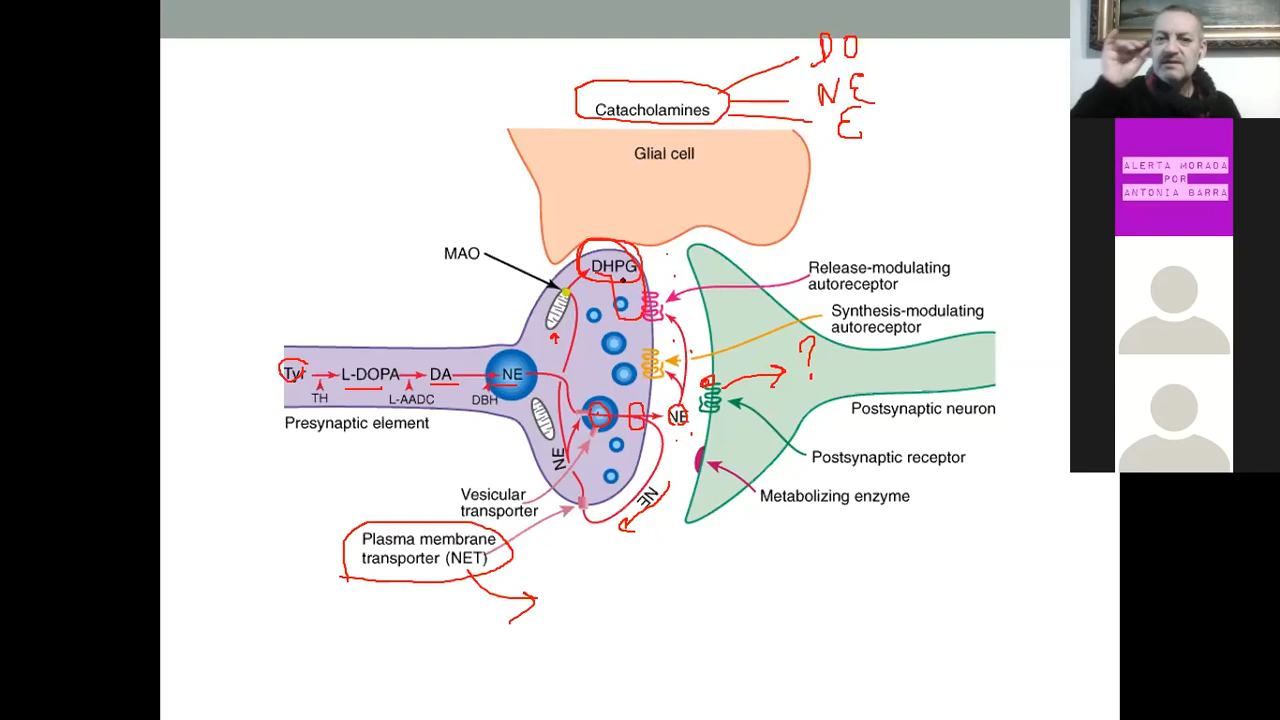 DO
NE
E
Catacholamines
Glial cell
ALERTA MORADA
POR
ANTONIA BARRA
MAO
DHPG
Release-modulating
autoreceptor
Synthesis-modulating
autoreceptor
?
Tyr
L-DOPA
DA
NE
TH
L-AADC
DBH
NE
Presynaptic element
Postsynaptic neuron
NE
Postsynaptic receptor
NE
Metabolizing enzyme
Vesicular
transporter
Plasma membrane
transporter (NET)